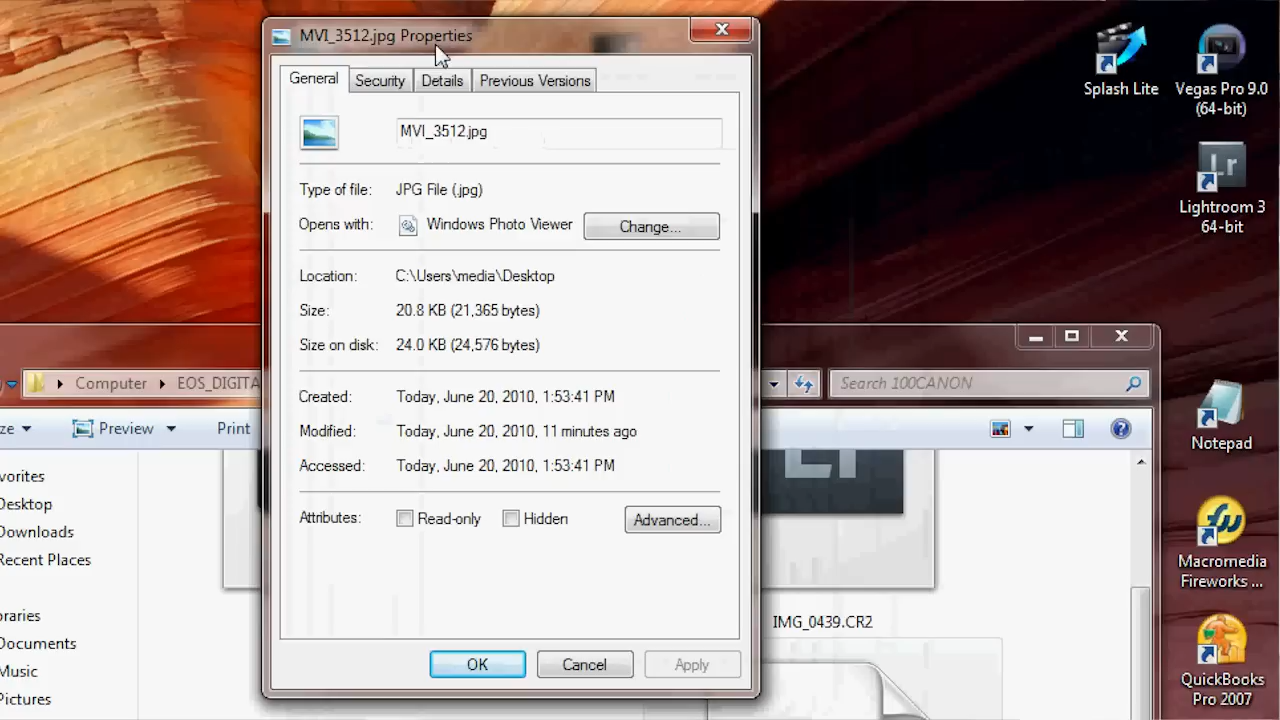 MVI_3512.jpg Properties
General
Security
Details
Previous Versions
MVI_3512.jpg
Type of file: JPG File (.jpg)
Opens with: Windows Photo Viewer
Change...
Location: C:\Users\media\Desktop
Size: 20.8 KB (21,365 bytes)
Size on disk: 24.0 KB (24,576 bytes)
Created: Today, June 20, 2010, 1:53:41 PM
Modified: Today, June 20, 2010, 11 minutes ago
Accessed: Today, June 20, 2010, 1:53:41 PM
Attributes: Read-only Hidden
Advanced...
OK
Cancel
Apply
Computer
EOS_DIGITA
Search 100CANON
ze
Preview
Print
vorites
Desktop
Downloads
Recent Places
raries
Documents
Music
Pictures
IMG_0439.CR2
Splash Lite
Vegas Pro 9.0
(64-bit)
Lr
Lightroom 3
64-bit
Notepad
Macromedia
Fireworks ...
QuickBooks
Pro 2007